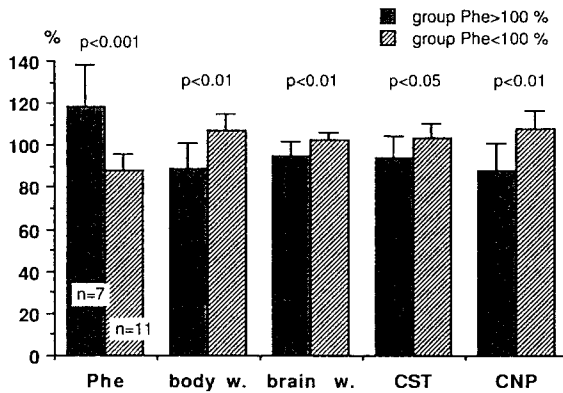 group Phe>100 %
group Phe<100 %
%
p<0.001
p<0.01
p<0.01
p<0.05
p<0.01
140
120
100
80
60
40
20
0
n=7
n=11
Phe
body w.
brain w.
CST
CNP